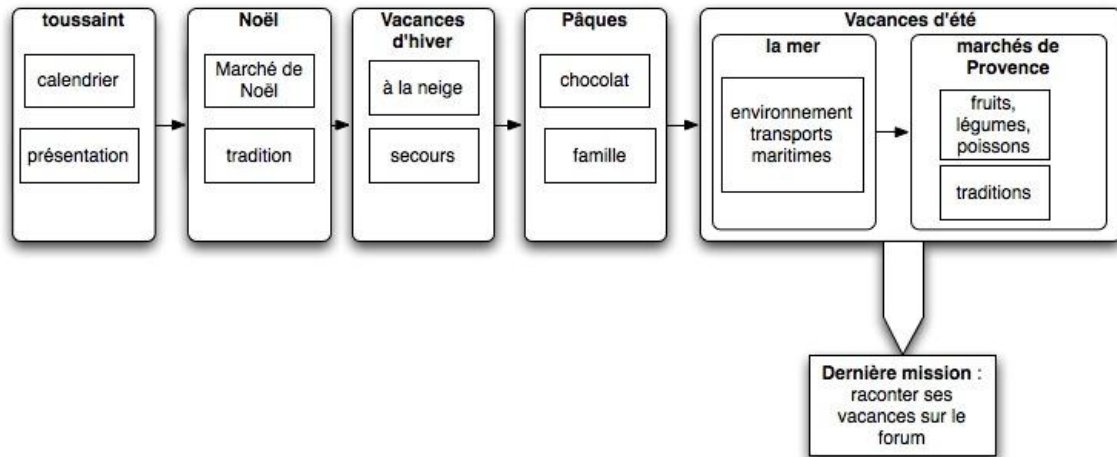 toussaint
calendrier
présentation
Noël
Marché de
Noël
tradition
Vacances
d'hiver
à la neige
secours
Pâques
chocolat
famille
Vacances d'été
la mer
environnement
transports
maritimes
marchés de
Provence
fruits,
légumes,
poissons
traditions
Dernière mission :
raconter ses
vacances sur le
forum